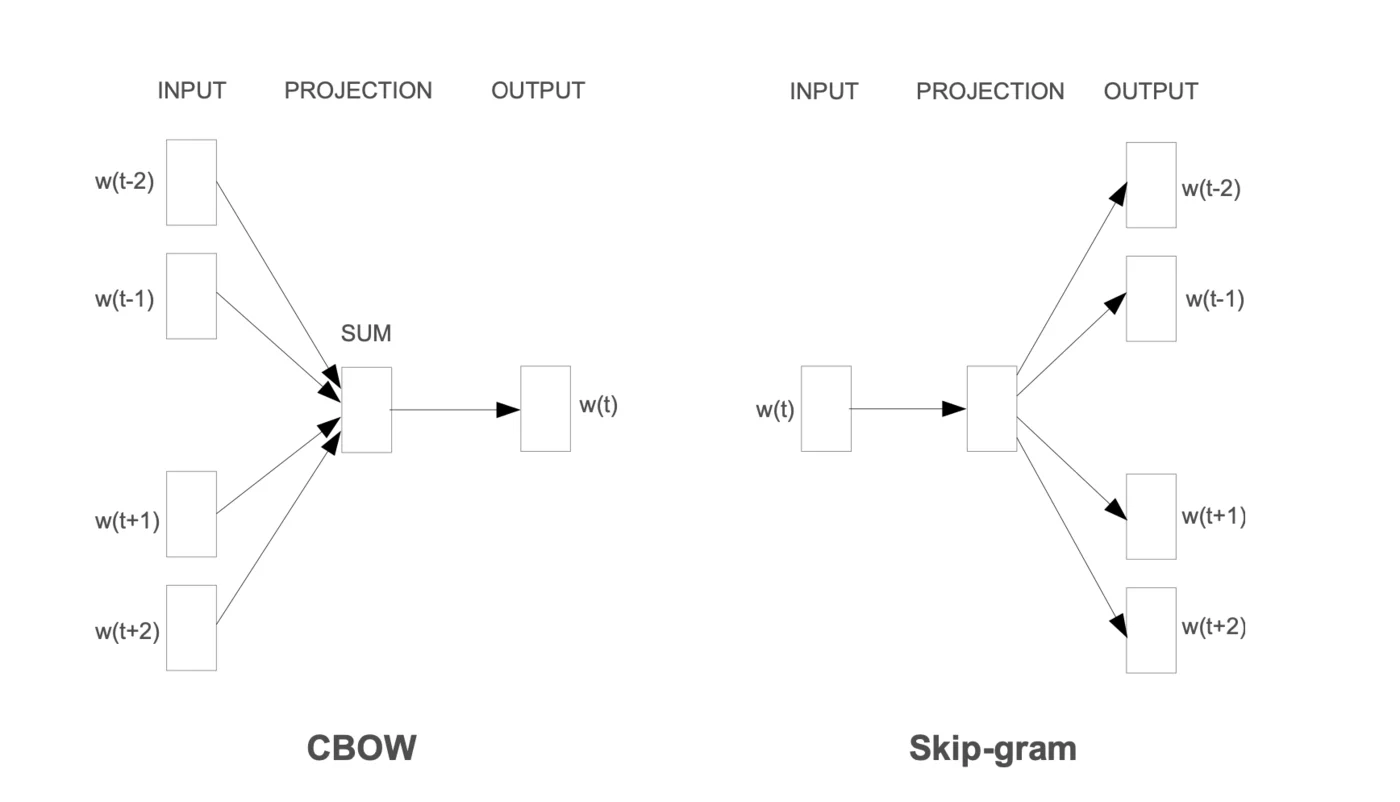 INPUT PROJECTION OUTPUT
w(t-2)
w(t-1)
SUM
w(t)
w(t+1)
w(t+2)
CBOW
INPUT PROJECTION OUTPUT
w(t-2)
w(t-1)
w(t)
w(t+1)
w(t+2)
Skip-gram